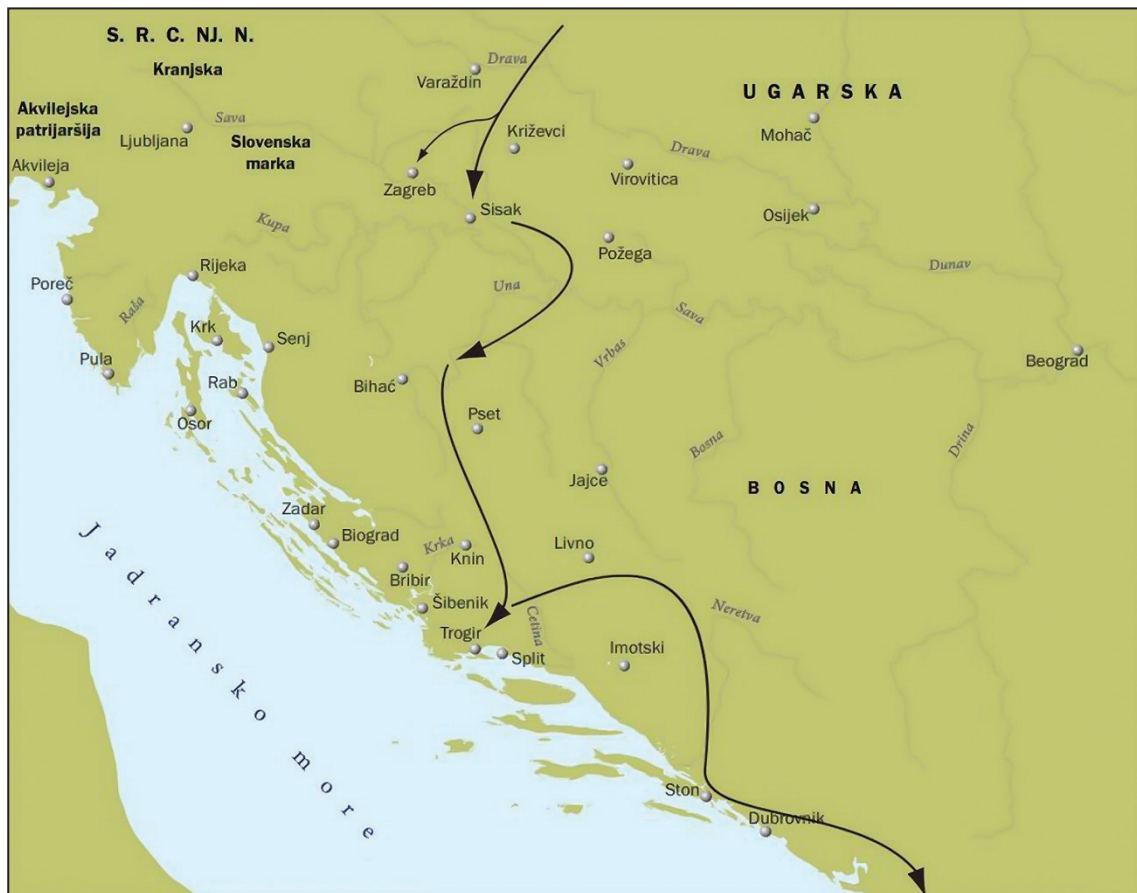 S. R. C. NJ. N.
Kranjska
Drava
Varaždin
UGARSKA
Akvilejska
patrijaršija
Sava
Ljubljana
Slovenska
marka
Križevci
Mohač
Drava
Akvileja
Zagreb
Virovitica
Sisak
Osijek
Kupa
Požega
Dunav
Rijeka
Poreč
Raša
Una
Sava
Krk
Senj
Vrbas
Beograd
Pula
Rab
Bihać
Osor
Pset
Bosna
Drina
Jajce
BOSNA
Zadar
Biograd
Krka
Knin
Livno
Bribir
Šibenik
Neretva
Cetina
Trogir
Split
Imotski
Jadransko more
Ston
Dubrovnik